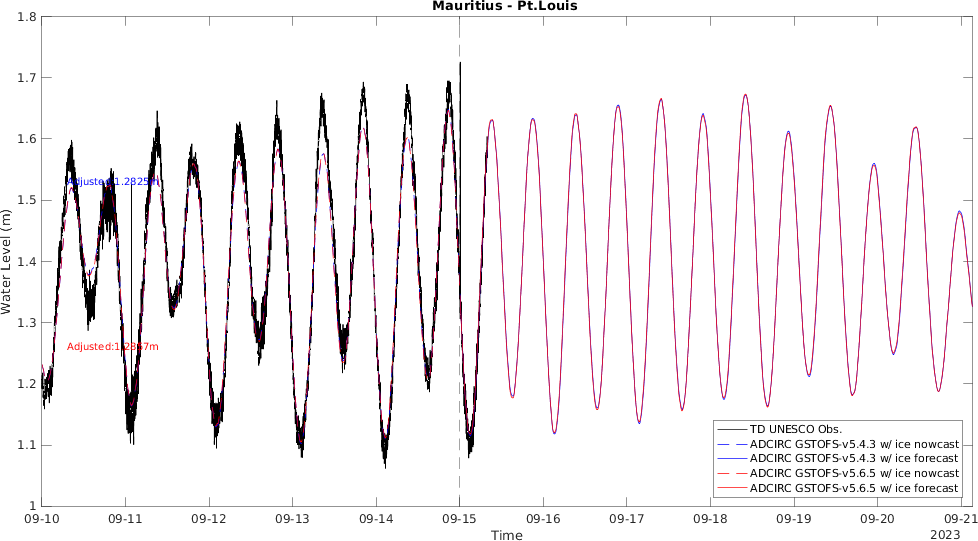 Mauritius - Pt.Louis
1.8
1.7
1.6
1.5
1.4
1.3
1.2
1.1
1
Water Level (m)
Adjusted:1.2825m
Adjusted:1.2867m
TD UNESCO Obs.
ADCIRC GSTOFS-v5.4.3 w/ ice nowcast
ADCIRC GSTOFS-v5.4.3 w/ ice forecast
ADCIRC GSTOFS-v5.6.5 w/ ice nowcast
ADCIRC GSTOFS-v5.6.5 w/ ice forecast
09-10 09-11 09-12 09-13 09-14 09-15 09-16 09-17 09-18 09-19 09-20 09-21
Time
2023